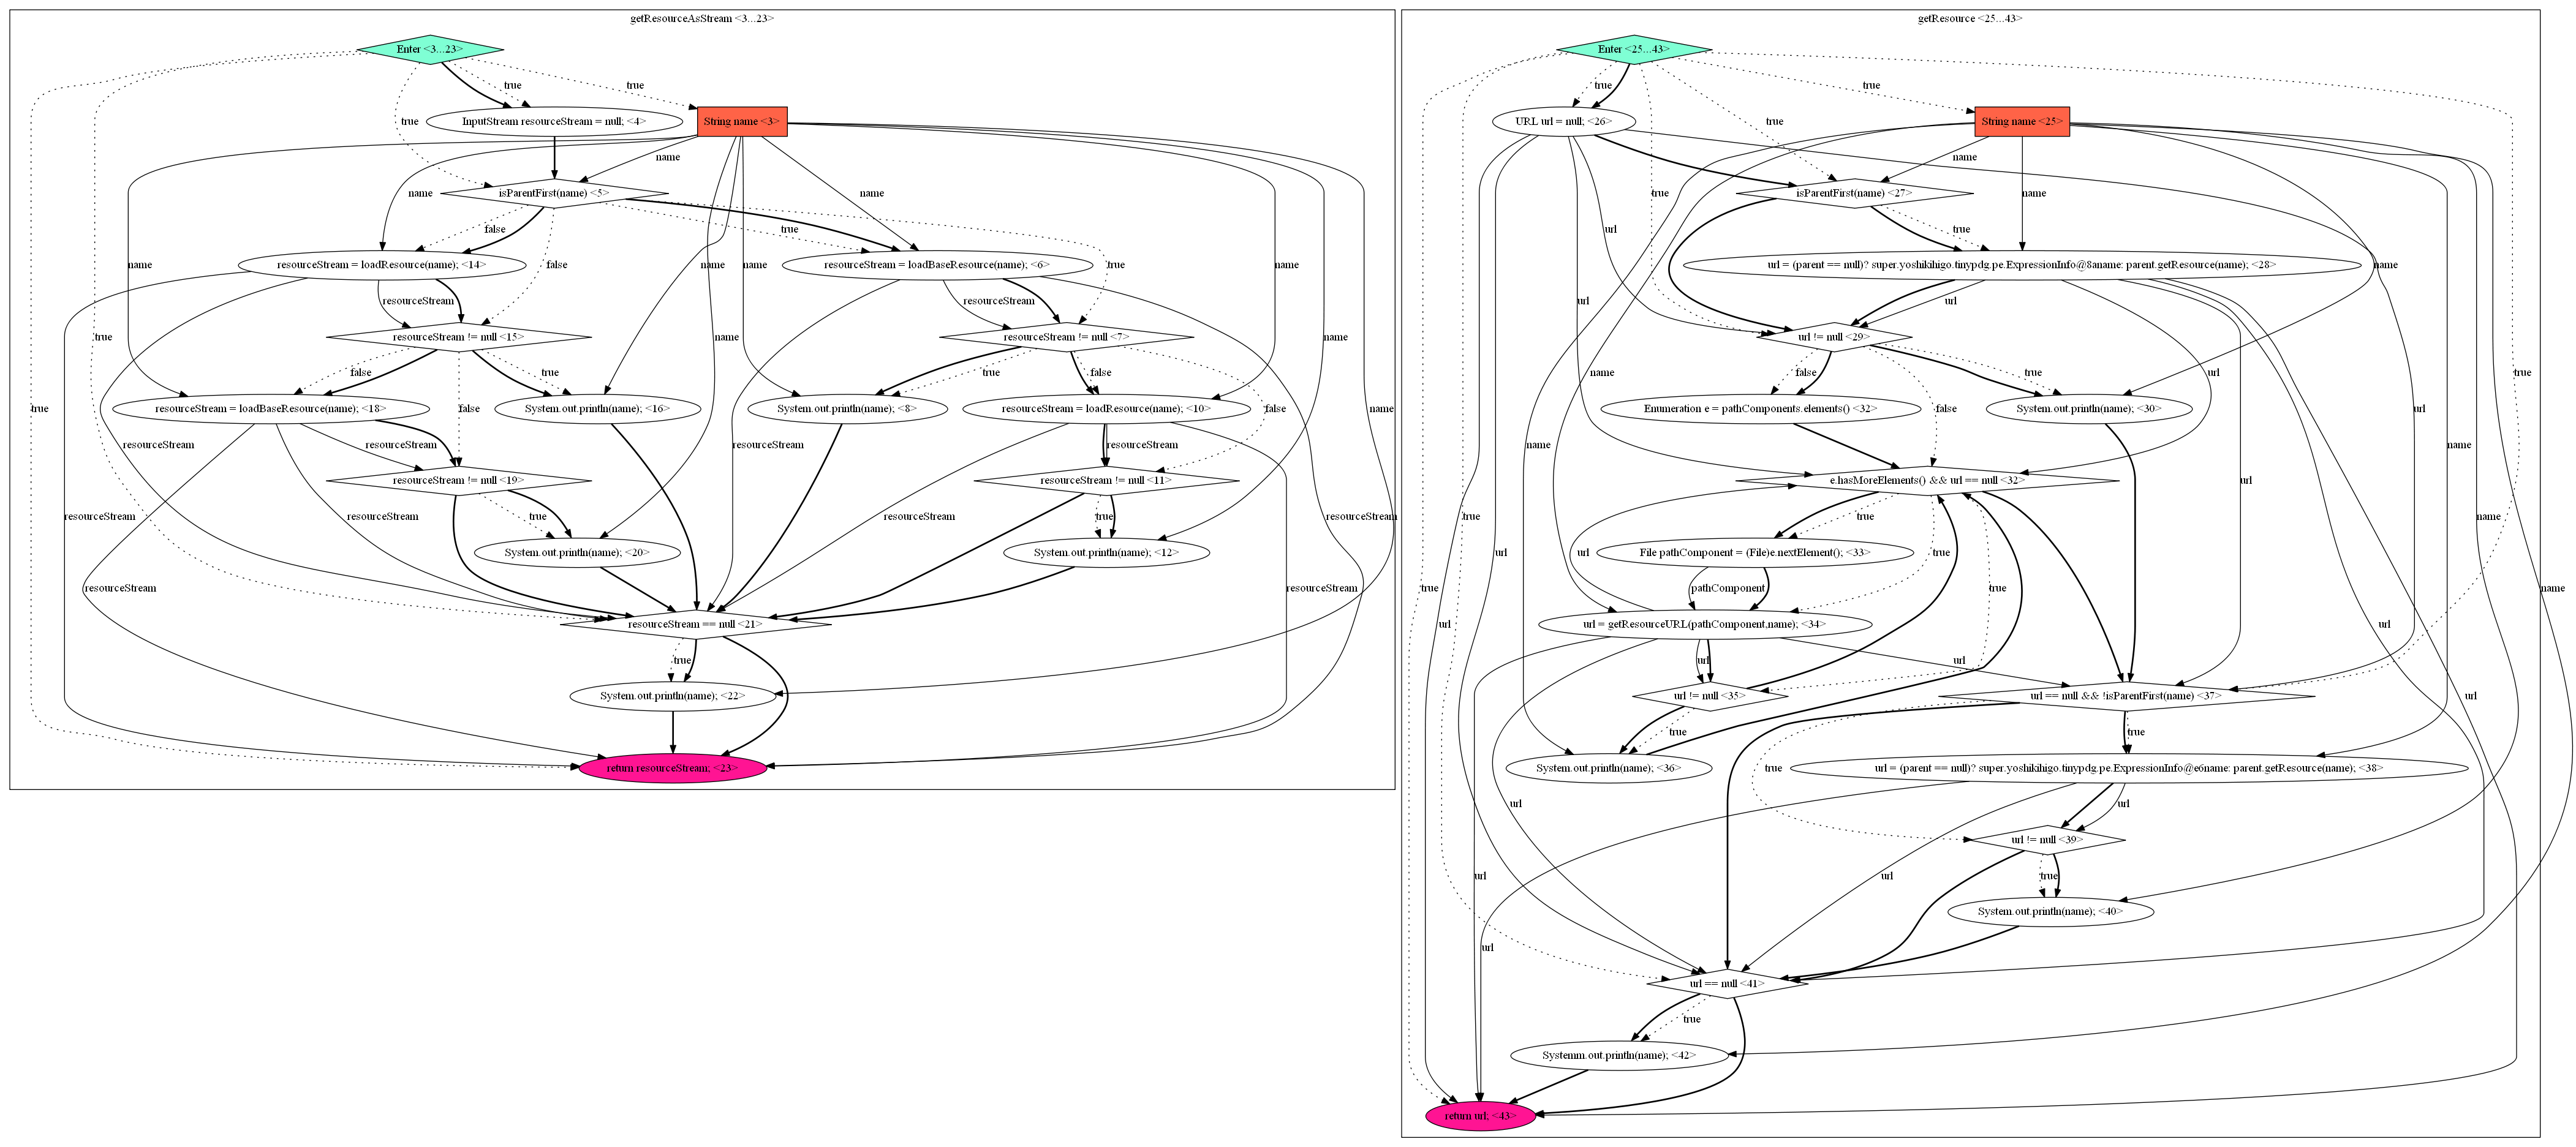 getResourceAsStream <3...23>
Enter <3...23>
true
true
true
InputStream resourceStream = null; <4>
String name <3>
true
name
isParentFirst(name) <5>
name
name
false
true
resourceStream = loadResource(name); <14>
false
name
name
name
resourceStream = loadBaseResource(name); <6>
true
name
resourceStream
resourceStream
true
resourceStream != null <15>
name
resourceStream != null <7>
name
false
true
true
false
resourceStream = loadBaseResource(name); <18>
System.out.println(name); <16>
System.out.println(name); <8>
resourceStream = loadResource(name); <10>
true
false
false
name
resourceStream
resourceStream
resourceStream
resourceStream
resourceStream != null <19>
resourceStream != null <11>
resourceStream
resourceStream
true
resourceStream
true
resourceStream
System.out.println(name); <20>
System.out.println(name); <12>
resourceStream
resourceStream
resourceStream == null <21>
true
System.out.println(name); <22>
return resourceStream; <23>
getResource <25...43>
Enter <25...43>
true
true
URL url = null; <26>
true
String name <25>
name
true
isParentFirst(name) <27>
name
url
true
url = (parent == null)? super.yoshikihigo.tinypdg.pe.ExpressionInfo@8aname: parent.getResource(name); <28>
name
url
url
url != null <29>
name
false
true
url
true
Enumeration e = pathComponents.elements() <32>
false
System.out.println(name); <30>
url
name
name
e.hasMoreElements() && url == null <32>
url
true
true
name
url
url
true
File pathComponent = (File)e.nextElement(); <33>
true
pathComponent
true
name
url = getResourceURL(pathComponent,name); <34>
url
url
url
url
url
url != null <35>
url == null && !isParentFirst(name) <37>
true
true
true
System.out.println(name); <36>
url = (parent == null)? super.yoshikihigo.tinypdg.pe.ExpressionInfo@e6name: parent.getResource(name); <38>
url
url
url != null <39>
url
url
true
System.out.println(name); <40>
url
url == null <41>
true
Systemm.out.println(name); <42>
return url; <43>